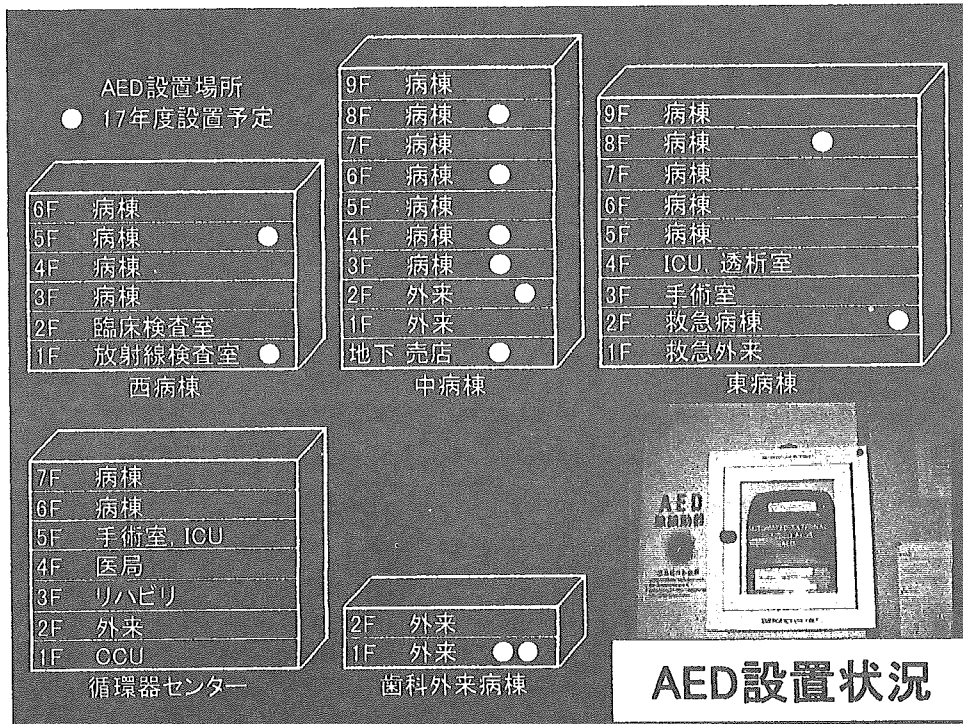 AED設置場所
17年度設置予定
6F 病棟
5F 病棟
4F 病棟
3F 病棟
2F 臨床検査室
1F 放射線検査室
西病棟
9F 病棟
8F 病棟
7F 病棟
6F 病棟
5F 病棟
4F 病棟
3F 病棟
2F 外来
1F 外来
地下 売店
中病棟
9F 病棟
8F 病棟
7F 病棟
6F 病棟
5F 病棟
4F ICU, 透析室
3F 手術室
2F 救急病棟
1F 救急外来
東病棟
7F 病棟
6F 病棟
5F 手術室, ICU
4F 医局
3F リハビリ
2F 外来
1F CCU
循環器センター
2F 外来
1F 外来
歯科外来病棟
AED
AUTOMATED EXTERNAL
AED設置状況